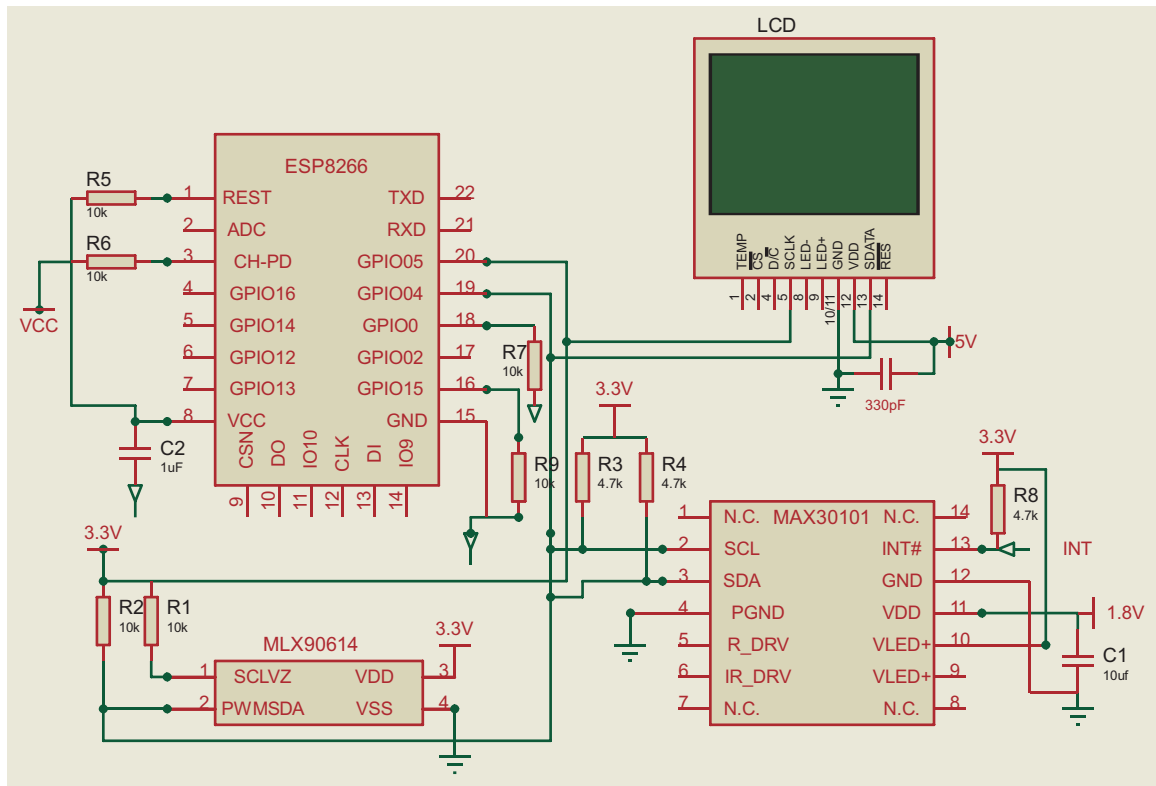 LCD
TEMP
CS
D/C
SCLK
LED-
LED+
GND
VDD
SDATA
RES
1
2
4
5
8
9
10/11
12
13
14
5V
330pF
ESP8266
R5
10k
R6
10k
VCC
1 REST
2 ADC
3 CH-PD
4 GPIO16
5 GPIO14
6 GPIO12
7 GPIO13
8 VCC
TXD 22
RXD 21
GPIO05 20
GPIO04 19
GPIO0 18
GPIO02 17
GPIO15 16
GND 15
CSN
DO
IO10
CLK
DI
IO9
9
10
11
12
13
14
C2
1uF
R7
10k
R9
10k
3.3V
R3
4.7k
R4
4.7k
3.3V
R8
4.7k
INT
MAX30101
1 N.C.
2 SCL
3 SDA
4 PGND
5 R_DRV
6 IR_DRV
7 N.C.
N.C. 14
INT# 13
GND 12
VDD 11
VLED+ 10
VLED+ 9
N.C. 8
1.8V
C1
10uf
3.3V
R2
10k
R1
10k
MLX90614
1 SCLVZ
2 PWMSDA
VDD 3
VSS 4
3.3V